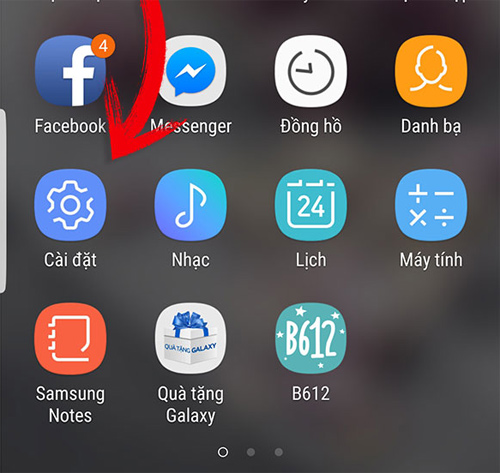 4
Facebook
Messenger
Đồng hồ
Danh bạ
24
Cài đặt
Nhạc
Lịch
Máy tính
QUÀ TẶNG GALAXY
B612
Samsung
Notes
Quà tặng
Galaxy
B612